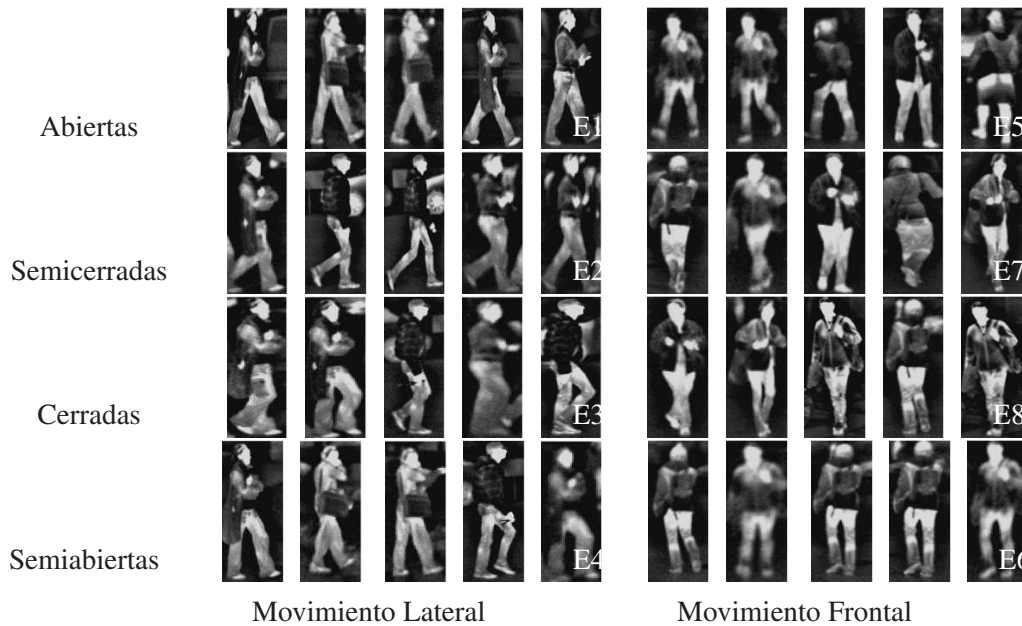 Abiertas
E1
E5
Semicerradas
E2
E7
Cerradas
E3
E8
Semiabiertas
E4
E6
Movimiento Lateral
Movimiento Frontal